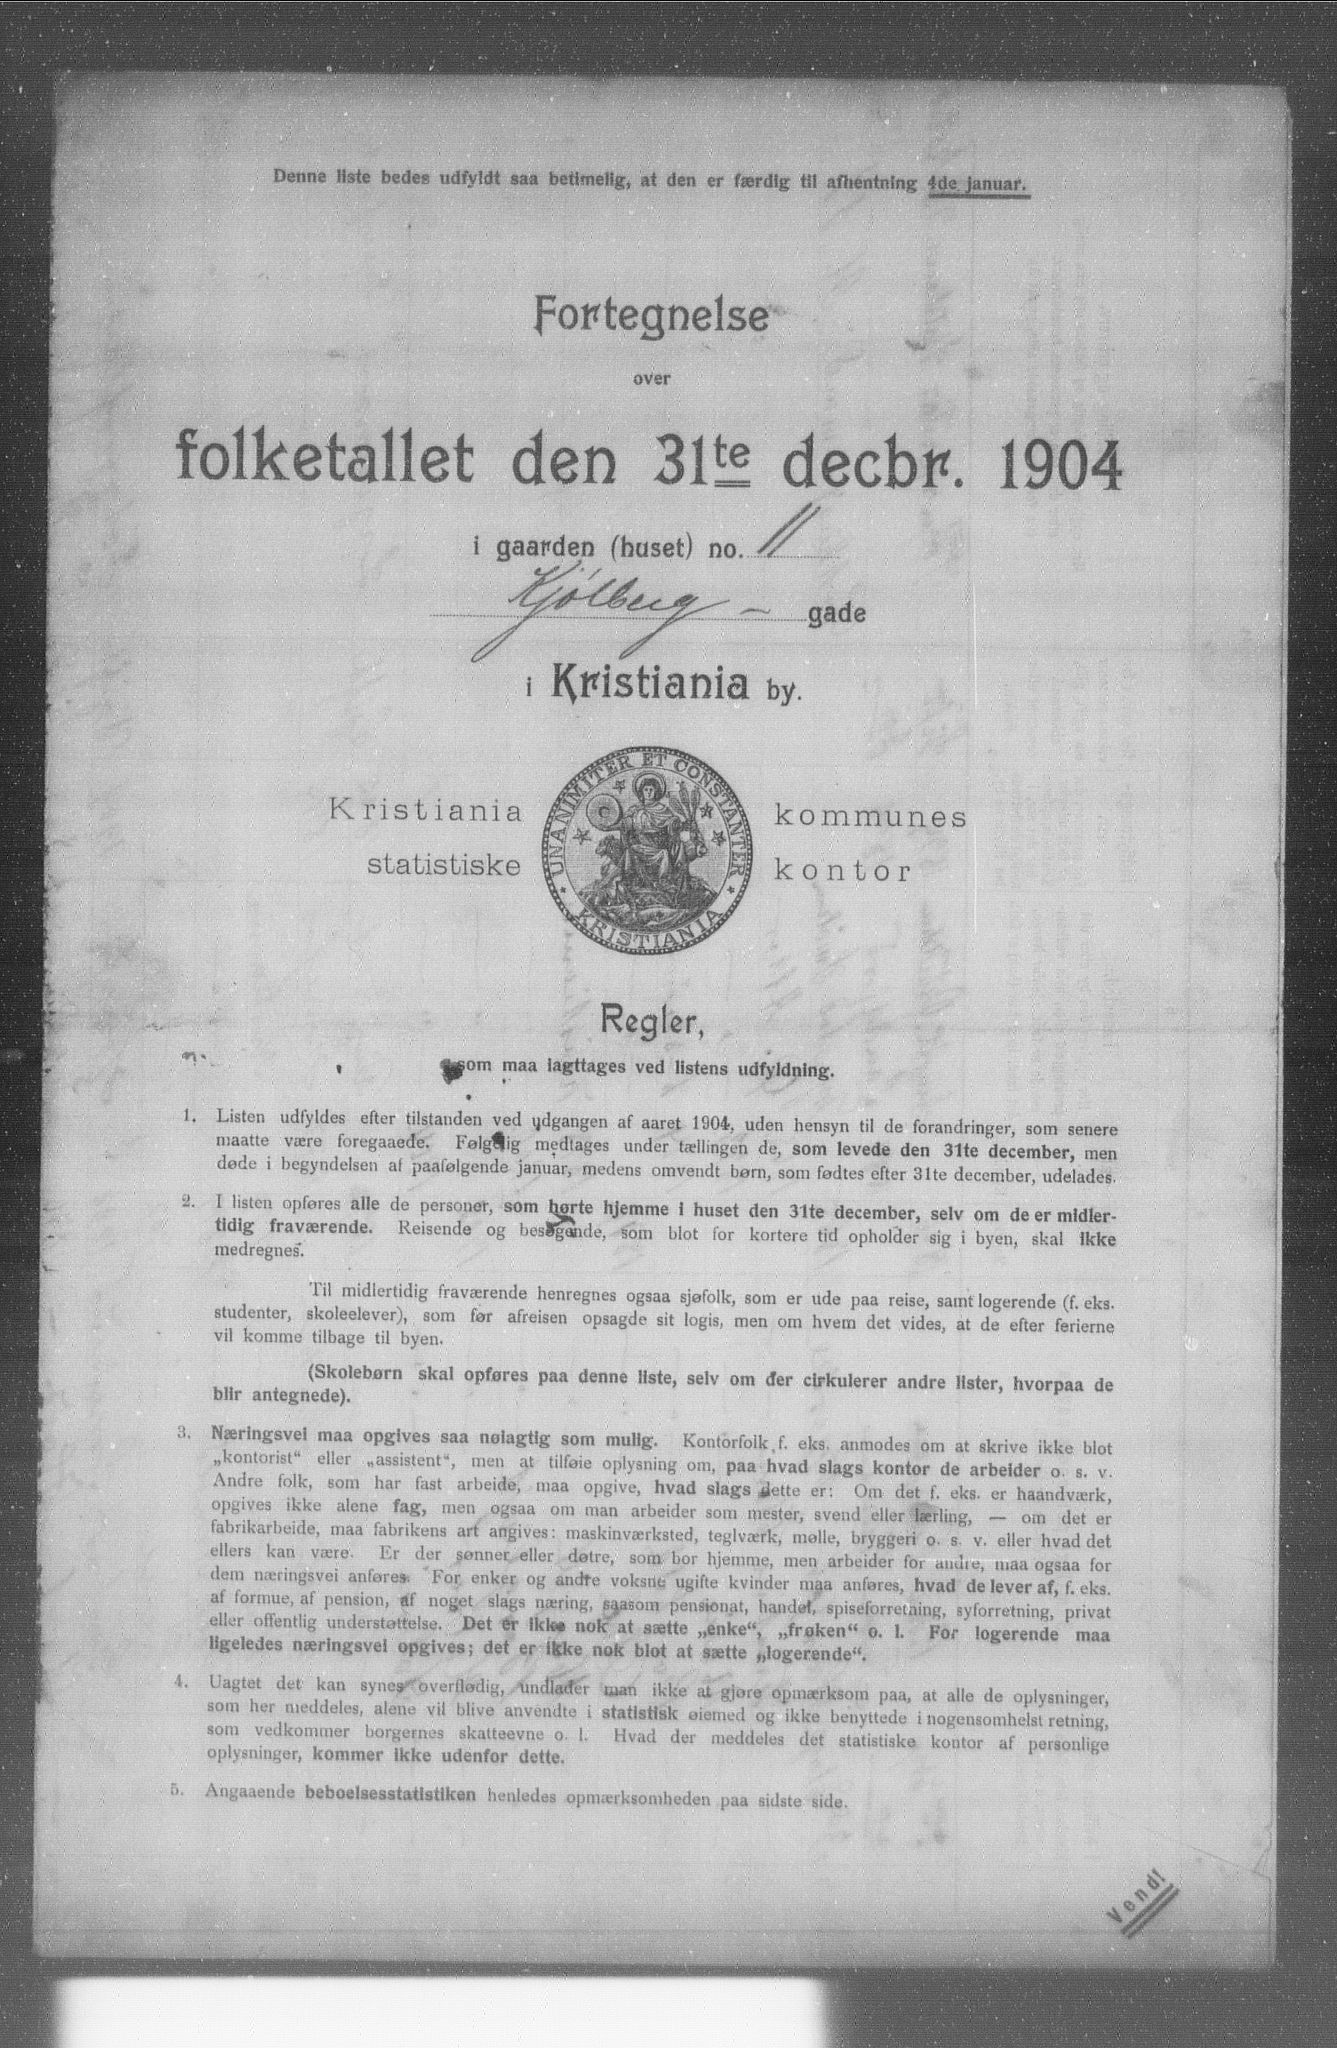 Denne liste bedes udfyldt saa betimelig, at den er færdig til afhentning 4de januar.
Fortegnelse
over
folketallet den 31te decbr. 1904
i gaarden (huset) no. 11
Kjølberg - gade
i Kristiania by.
Kristiania kommunes
statistiske kontor
UNANIMITER ET CONSTANTER
KRISTIANIA
Regler,
som maa iagttages ved listens udfyldning.
1. Listen udfyldes efter tilstanden ved udgangen af aaret 1904, uden hensyn til de forandringer, som senere
maatte være foregaaede. Følgelig medtages under tællingen de, som levede den 31te december, men
døde i begyndelsen af paafølgende januar, medens omvendt børn, som fødtes efter 31te december, udelades.
2. I listen opføres alle de personer, som hørte hjemme i huset den 31te december, selv om de er midler-
tidig fraværende. Reisende og besøgende, som blot for kortere tid opholder sig i byen, skal ikke
medregnes.
Til midlertidig fraværende henregnes ogsaa sjøfolk, som er ude paa reise, samt logerende (f. eks.
studenter, skoleelever), som før afreisen opsagde sit logis, men om hvem det vides, at de efter ferierne
vil komme tilbage til byen.
(Skolebørn skal opføres paa denne liste, selv om der cirkulerer andre lister, hvorpaa de
blir antegnede).
3. Næringsvei maa opgives saa nøiagtig som mulig. Kontorfolk f. eks. anmodes om at skrive ikke blot
„kontorist“ eller „assistent“, men at tilføie oplysning om, paa hvad slags kontor de arbeider o. s. v.
Andre folk, som har fast arbeide, maa opgive, hvad slags dette er: Om det f. eks. er haandværk,
opgives ikke alene fag, men ogsaa om man arbeider som mester, svend eller lærling, — om det er
fabrikarbeide, maa fabrikens art angives: maskinværksted, teglværk, mølle, bryggeri o. s. v. eller hvad det
ellers kan være. Er der sønner eller døtre, som bor hjemme, men arbeider for andre, maa ogsaa for
dem næringsvei anføres. For enker og andre voksne ugifte kvinder maa anføres, hvad de lever af, f. eks.
af formue, af pension, af noget slags næring, saasom pensionat, handel, spiseforretning, syforretning, privat
eller offentlig understøttelse. Det er ikke nok at sætte „enke“, „frøken“ o. l. For logerende maa
ligeledes næringsvei opgives; det er ikke nok blot at sætte „logerende“.
4. Uagtet det kan synes overflødig, undlader man ikke at gjøre opmærksom paa, at alle de oplysninger,
som her meddeles, alene vil blive anvendte i statistisk øiemed og ikke benyttede i nogensomhelst retning,
som vedkommer borgernes skatteevne o. l. Hvad der meddeles det statistiske kontor af personlige
oplysninger, kommer ikke udenfor dette.
5. Angaaende beboelsesstatistiken henledes opmærksomheden paa sidste side.
Vend!